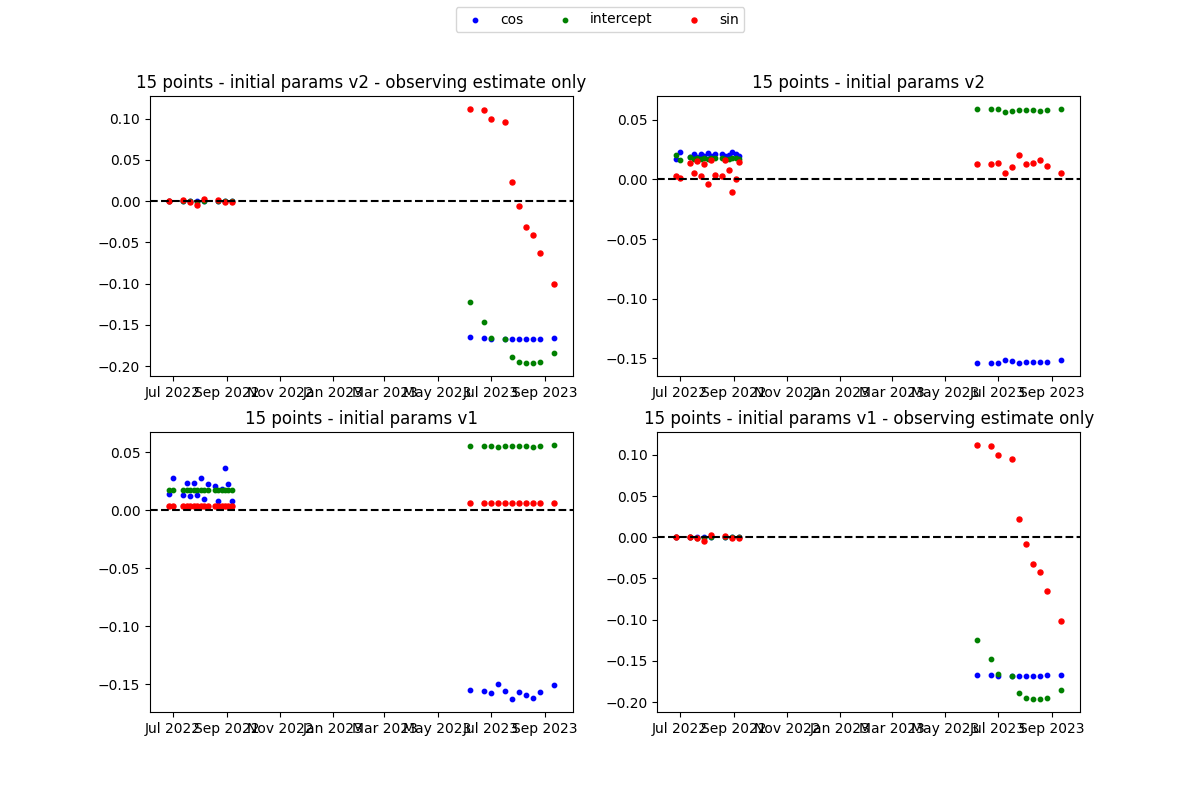 cos intercept sin
15 points - initial params v2 - observing estimate only
0.10
0.05
0.00
−0.05
−0.10
−0.15
−0.20
Jul 2022 Sep 2022 Nov 2022 Jan 2023 Mar 2023 May 2023 Jul 2023 Sep 2023
15 points - initial params v2
0.05
0.00
−0.05
−0.10
−0.15
Jul 2022 Sep 2022 Nov 2022 Jan 2023 Mar 2023 May 2023 Jul 2023 Sep 2023
15 points - initial params v1
0.05
0.00
−0.05
−0.10
−0.15
Jul 2022 Sep 2022 Nov 2022 Jan 2023 Mar 2023 May 2023 Jul 2023 Sep 2023
15 points - initial params v1 - observing estimate only
0.10
0.05
0.00
−0.05
−0.10
−0.15
−0.20
Jul 2022 Sep 2022 Nov 2022 Jan 2023 Mar 2023 May 2023 Jul 2023 Sep 2023